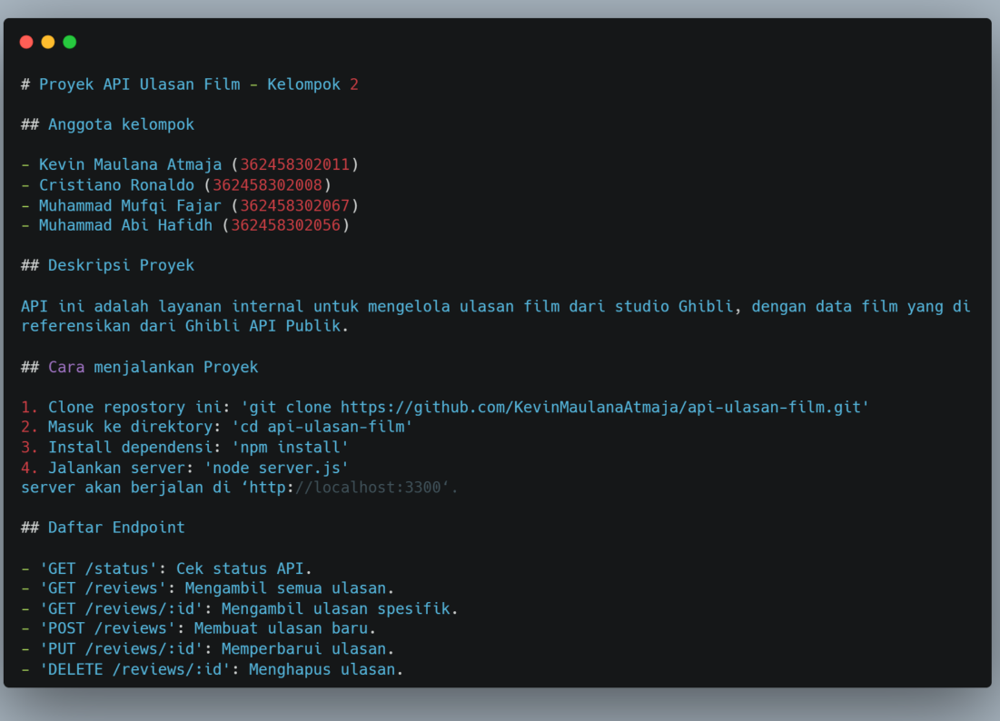 # Proyek API Ulasan Film - Kelompok 2
## Anggota kelompok
- Kevin Maulana Atmaja (362458302011)
- Cristiano Ronaldo (362458302008)
- Muhammad Mufqi Fajar (362458302067)
- Muhammad Abi Hafidh (362458302056)
## Deskripsi Proyek
API ini adalah layanan internal untuk mengelola ulasan film dari studio Ghibli, dengan data film yang di
referensikan dari Ghibli API Publik.
## Cara menjalankan Proyek
1. Clone repostory ini: 'git clone https://github.com/KevinMaulanaAtmaja/api-ulasan-film.git'
2. Masuk ke direktory: 'cd api-ulasan-film'
3. Install dependensi: 'npm install'
4. Jalankan server: 'node server.js'
server akan berjalan di ‘http://localhost:3300‘.
## Daftar Endpoint
- 'GET /status': Cek status API.
- 'GET /reviews': Mengambil semua ulasan.
- 'GET /reviews/:id': Mengambil ulasan spesifik.
- 'POST /reviews': Membuat ulasan baru.
- 'PUT /reviews/:id': Memperbarui ulasan.
- 'DELETE /reviews/:id': Menghapus ulasan.